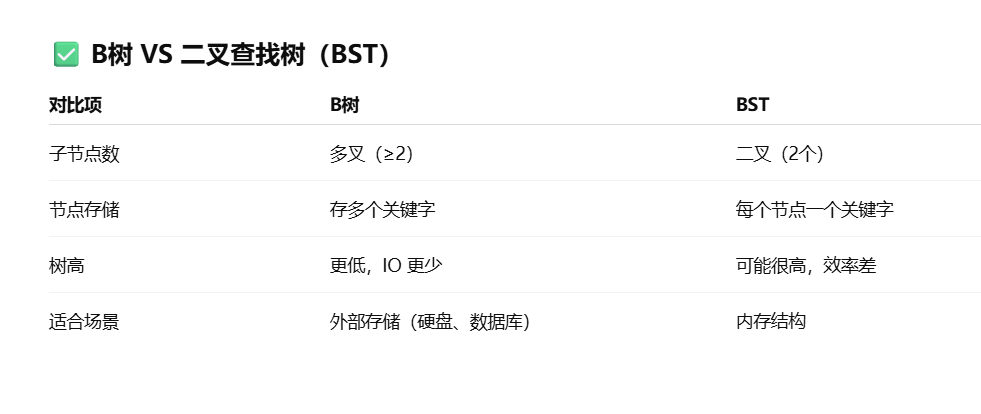 ✅ B树 VS 二叉查找树（BST）
对比项 B树 BST
子节点数 多叉（≥2） 二叉（2个）
节点存储 存多个关键字 每个节点一个关键字
树高 更低，IO 更少 可能很高，效率差
适合场景 外部存储（硬盘、数据库） 内存结构